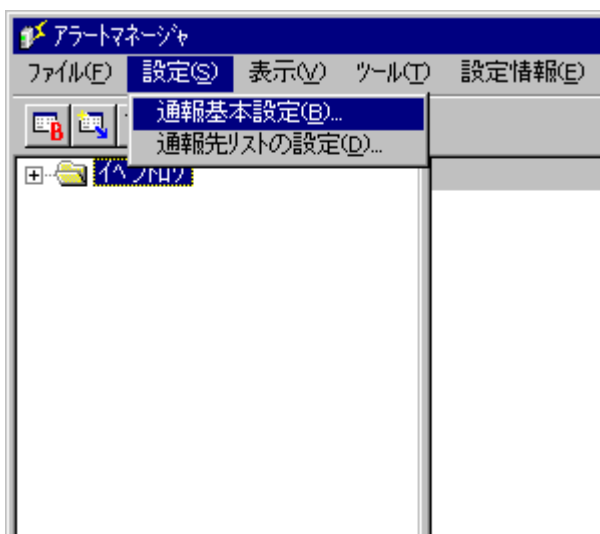 アラートマネージャ
ファイル(F) 設定(S) 表示(V) ツール(T) 設定情報(E)
通報基本設定(B)...
通報先リストの設定(D)...
イベントログ